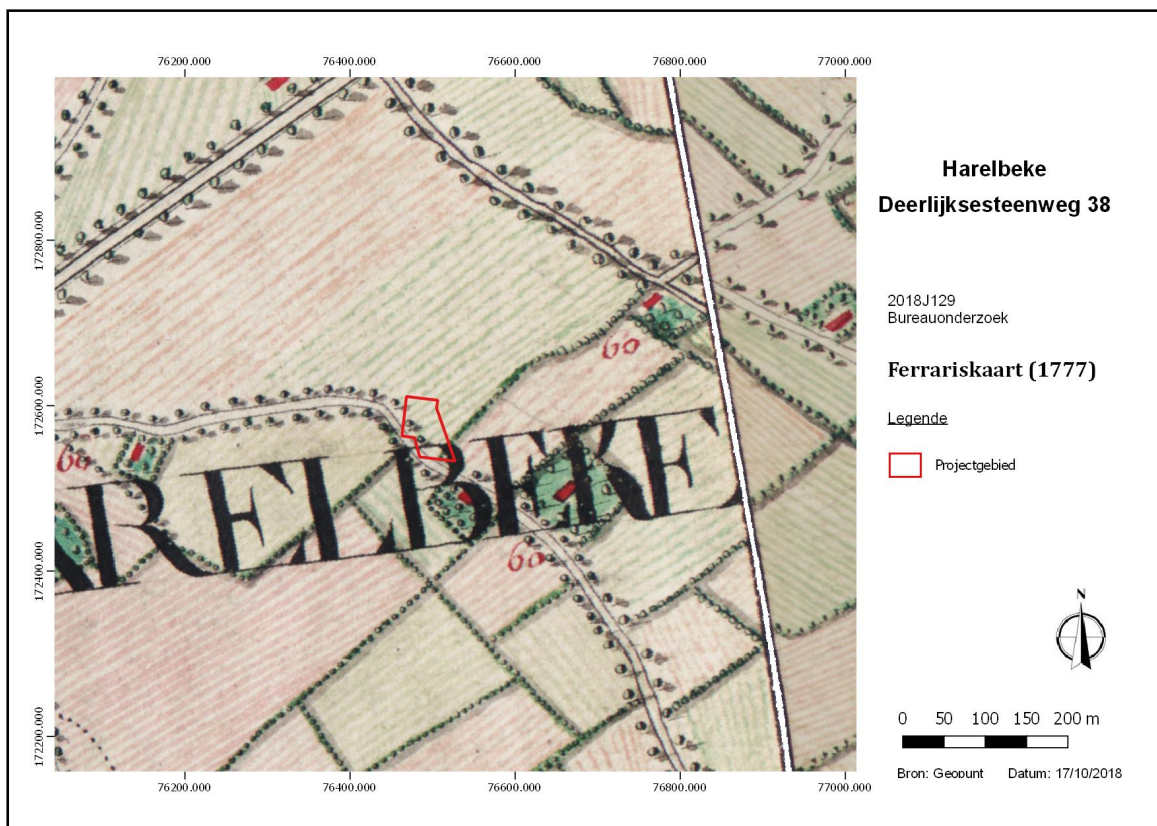 76200.000 76400.000 76600.000 76800.000 77000.000
172800.000
172600.000
172400.000
172200.000
60
60
ARELBEKE
60
76200.000 76400.000 76600.000 76800.000 77000.000
Harelbeke
Deerlijksesteenweg 38
2018J129
Bureauonderzoek
Ferrariskaart (1777)
Legende
Projectgebied
N
0 50 100 150 200 m
Bron: Geopunt Datum: 17/10/2018